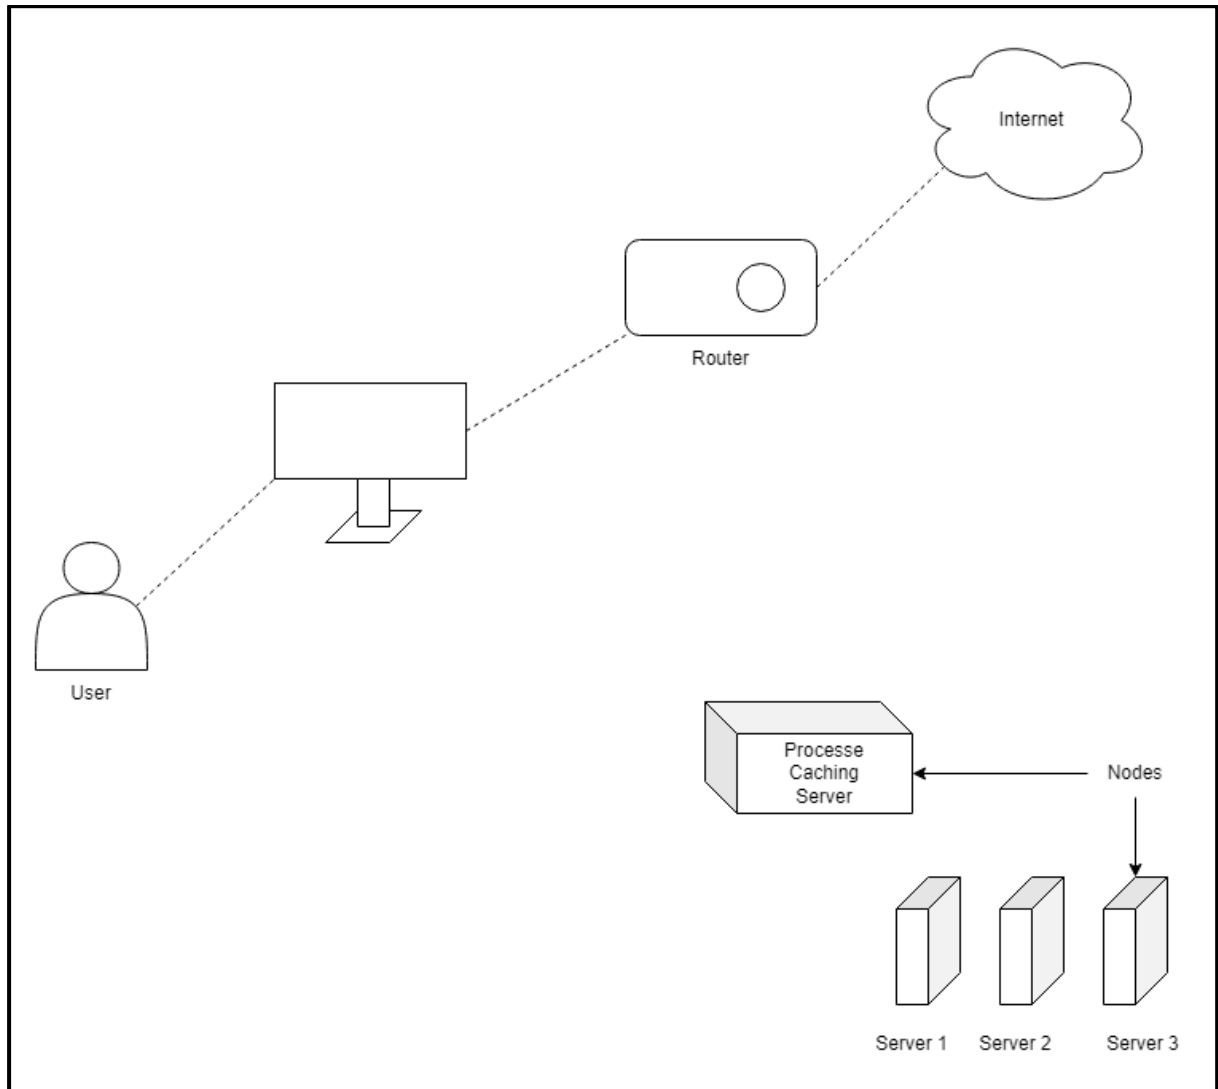 Internet
Router
User
Processe
Caching
Server
Nodes
Server 1
Server 2
Server 3